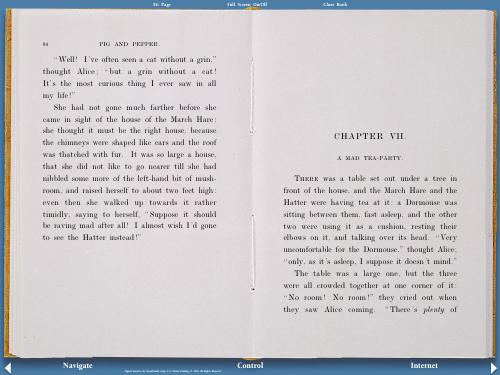 Fit Page
Full Screen On/Off
Close Book
94
PIG AND PEPPER.
"Well! I've often seen a cat without a grin,"
thought Alice; "but a grin without a cat!
It's the most curious thing I ever saw in all
my life!"
She had not gone much farther before she
came in sight of the house of the March Hare:
she thought it must be the right house, because
the chimneys were shaped like ears and the roof
was thatched with fur. It was so large a house,
that she did not like to go nearer till she had
nibbled some more of the left-hand bit of mush-
room, and raised herself to about two feet high:
even then she walked up towards it rather
timidly, saying to herself, "Suppose it should
be raving mad after all! I almost wish I'd gone
to see the Hatter instead!"
CHAPTER VII.
A MAD TEA-PARTY.
THERE was a table set out under a tree in
front of the house, and the March Hare and the
Hatter were having tea at it: a Dormouse was
sitting between them, fast asleep, and the other
two were using it as a cushion, resting their
elbows on it, and talking over its head. "Very
uncomfortable for the Dormouse," thought Alice;
"only, as it's asleep, I suppose it doesn't mind."
The table was a large one, but the three
were all crowded together at one corner of it:
"No room! No room!" they cried out when
they saw Alice coming. "There's plenty of
Navigate
Control
Internet